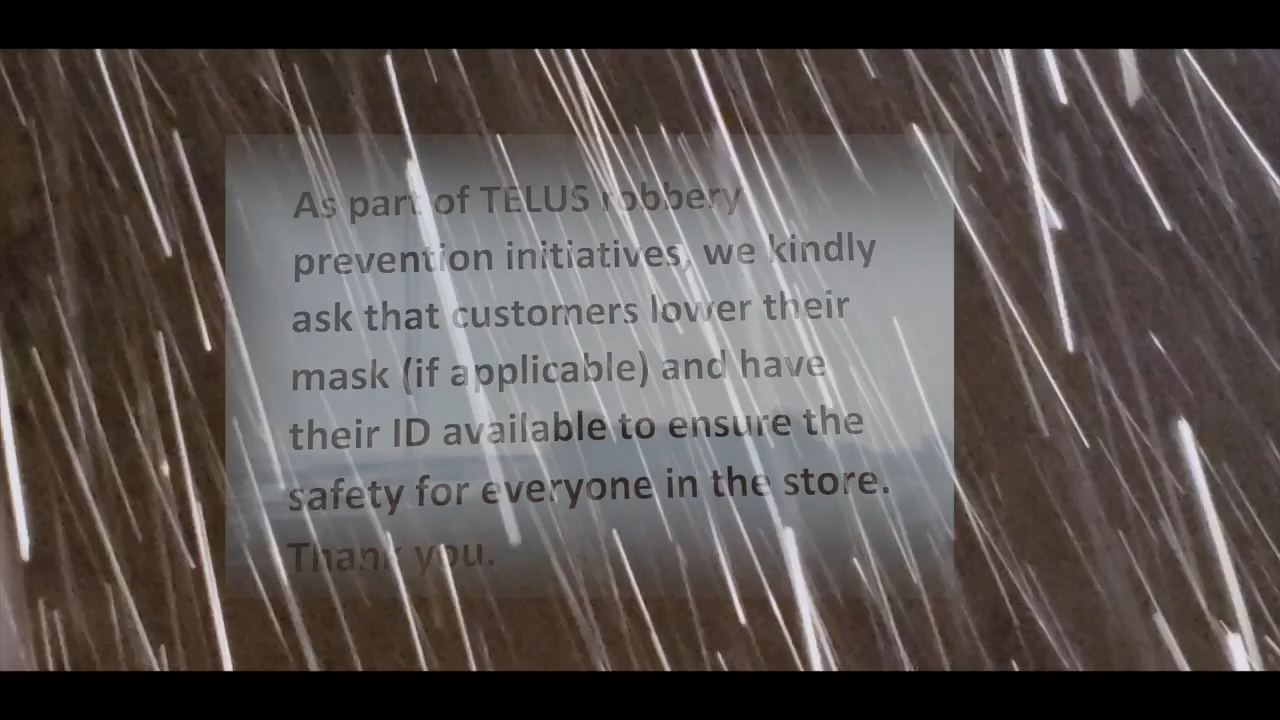 As part of TELUS robbery
prevention initiatives, we kindly
ask that customers lower their
mask (if applicable) and have
their ID available to ensure the
safety for everyone in the store.
Thank you.